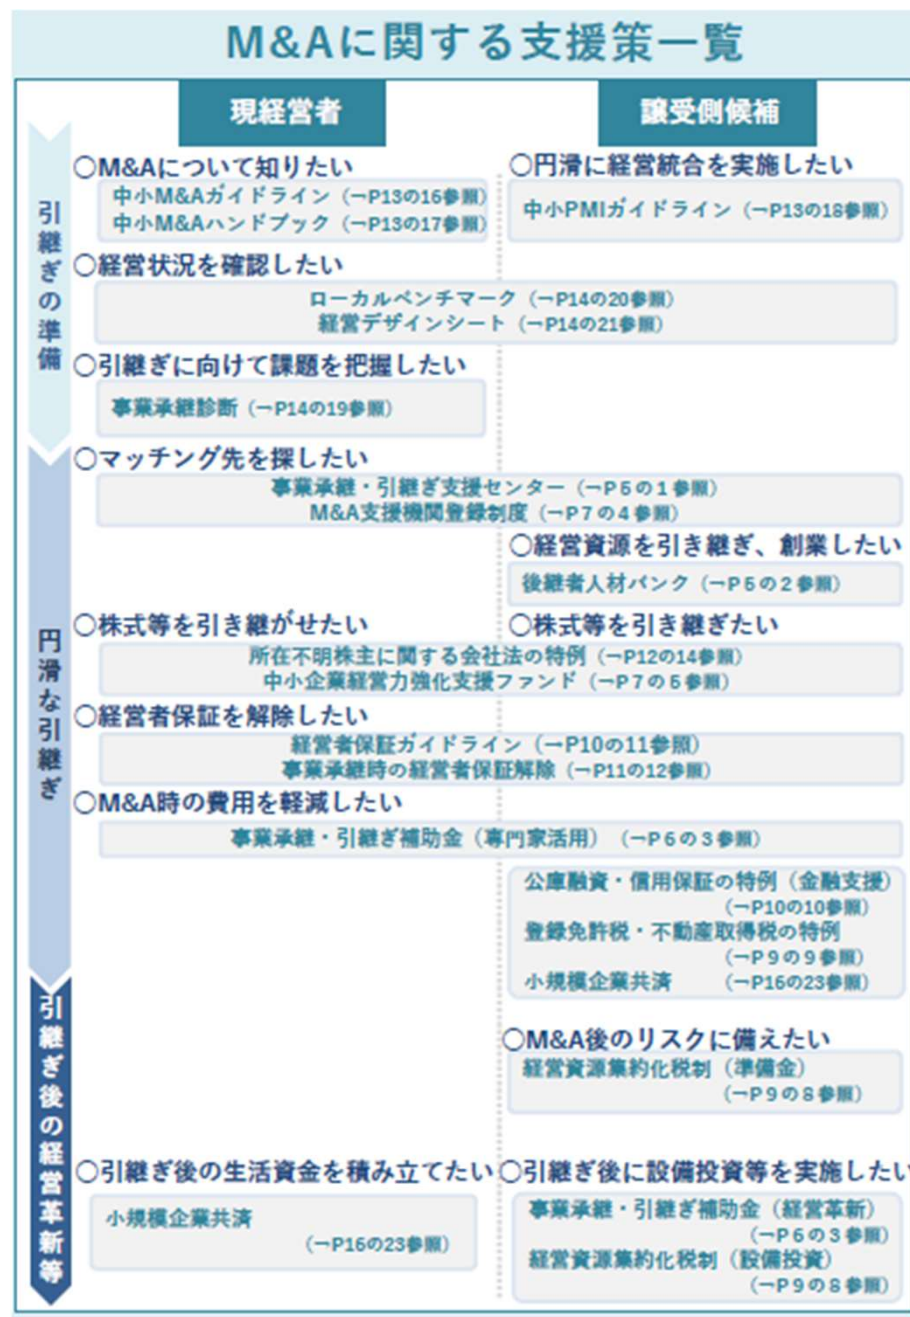 M&Aに関する支援策一覧
現経営者
譲受側候補
引継ぎの準備
○M&Aについて知りたい
中小M&Aガイドライン（→P13の16参照）
中小M&Aハンドブック（→P13の17参照）
○円滑に経営統合を実施したい
中小PMIガイドライン（→P13の18参照）
○経営状況を確認したい
ローカルベンチマーク（→P14の20参照）
経営デザインシート（→P14の21参照）
○引継ぎに向けて課題を把握したい
事業承継診断（→P14の19参照）
円滑な引継ぎ
○マッチング先を探したい
事業承継・引継ぎ支援センター（→P5の1参照）
M&A支援機関登録制度（→P7の4参照）
○経営資源を引き継ぎ、創業したい
後継者人材バンク（→P5の2参照）
○株式等を引き継がせたい
○株式等を引き継ぎたい
所在不明株主に関する会社法の特例（→P12の14参照）
中小企業経営力強化支援ファンド（→P7の5参照）
○経営者保証を解除したい
経営者保証ガイドライン（→P10の11参照）
事業承継時の経営者保証解除（→P11の12参照）
○M&A時の費用を軽減したい
事業承継・引継ぎ補助金（専門家活用）（→P6の3参照）
公庫融資・信用保証の特例（金融支援）
（→P10の10参照）
登録免許税・不動産取得税の特例
（→P9の9参照）
小規模企業共済　（→P16の23参照）
引継ぎ後の経営革新等
○M&A後のリスクに備えたい
経営資源集約化税制（準備金）
（→P9の8参照）
○引継ぎ後の生活資金を積み立てたい
小規模企業共済
（→P16の23参照）
○引継ぎ後に設備投資等を実施したい
事業承継・引継ぎ補助金（経営革新）
（→P6の3参照）
経営資源集約化税制（設備投資）
（→P9の8参照）